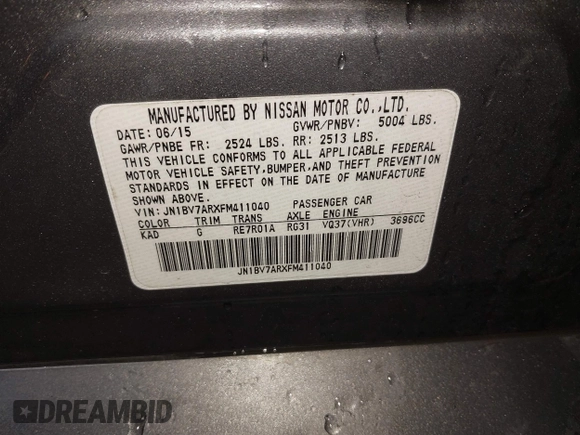 MANUFACTURED BY NISSAN MOTOR CO.,LTD.
DATE: 06/15 GVWR/PNBV: 5004 LBS.
GAWR/PNBE FR: 2524 LBS. RR: 2513 LBS.
THIS VEHICLE CONFORMS TO ALL APPLICABLE FEDERAL
MOTOR VEHICLE SAFETY,BUMPER,AND THEFT PREVENTION
STANDARDS IN EFFECT ON THE DATE OF MANUFACTURE
SHOWN ABOVE.
VIN: JN1BV7ARXFM411040 PASSENGER CAR
COLOR TRIM TRANS AXLE ENGINE
KAD G RE7R01A RG31 VQ37(VHR) 3696CC
JN1BV7ARXFM411040
DREAMBID